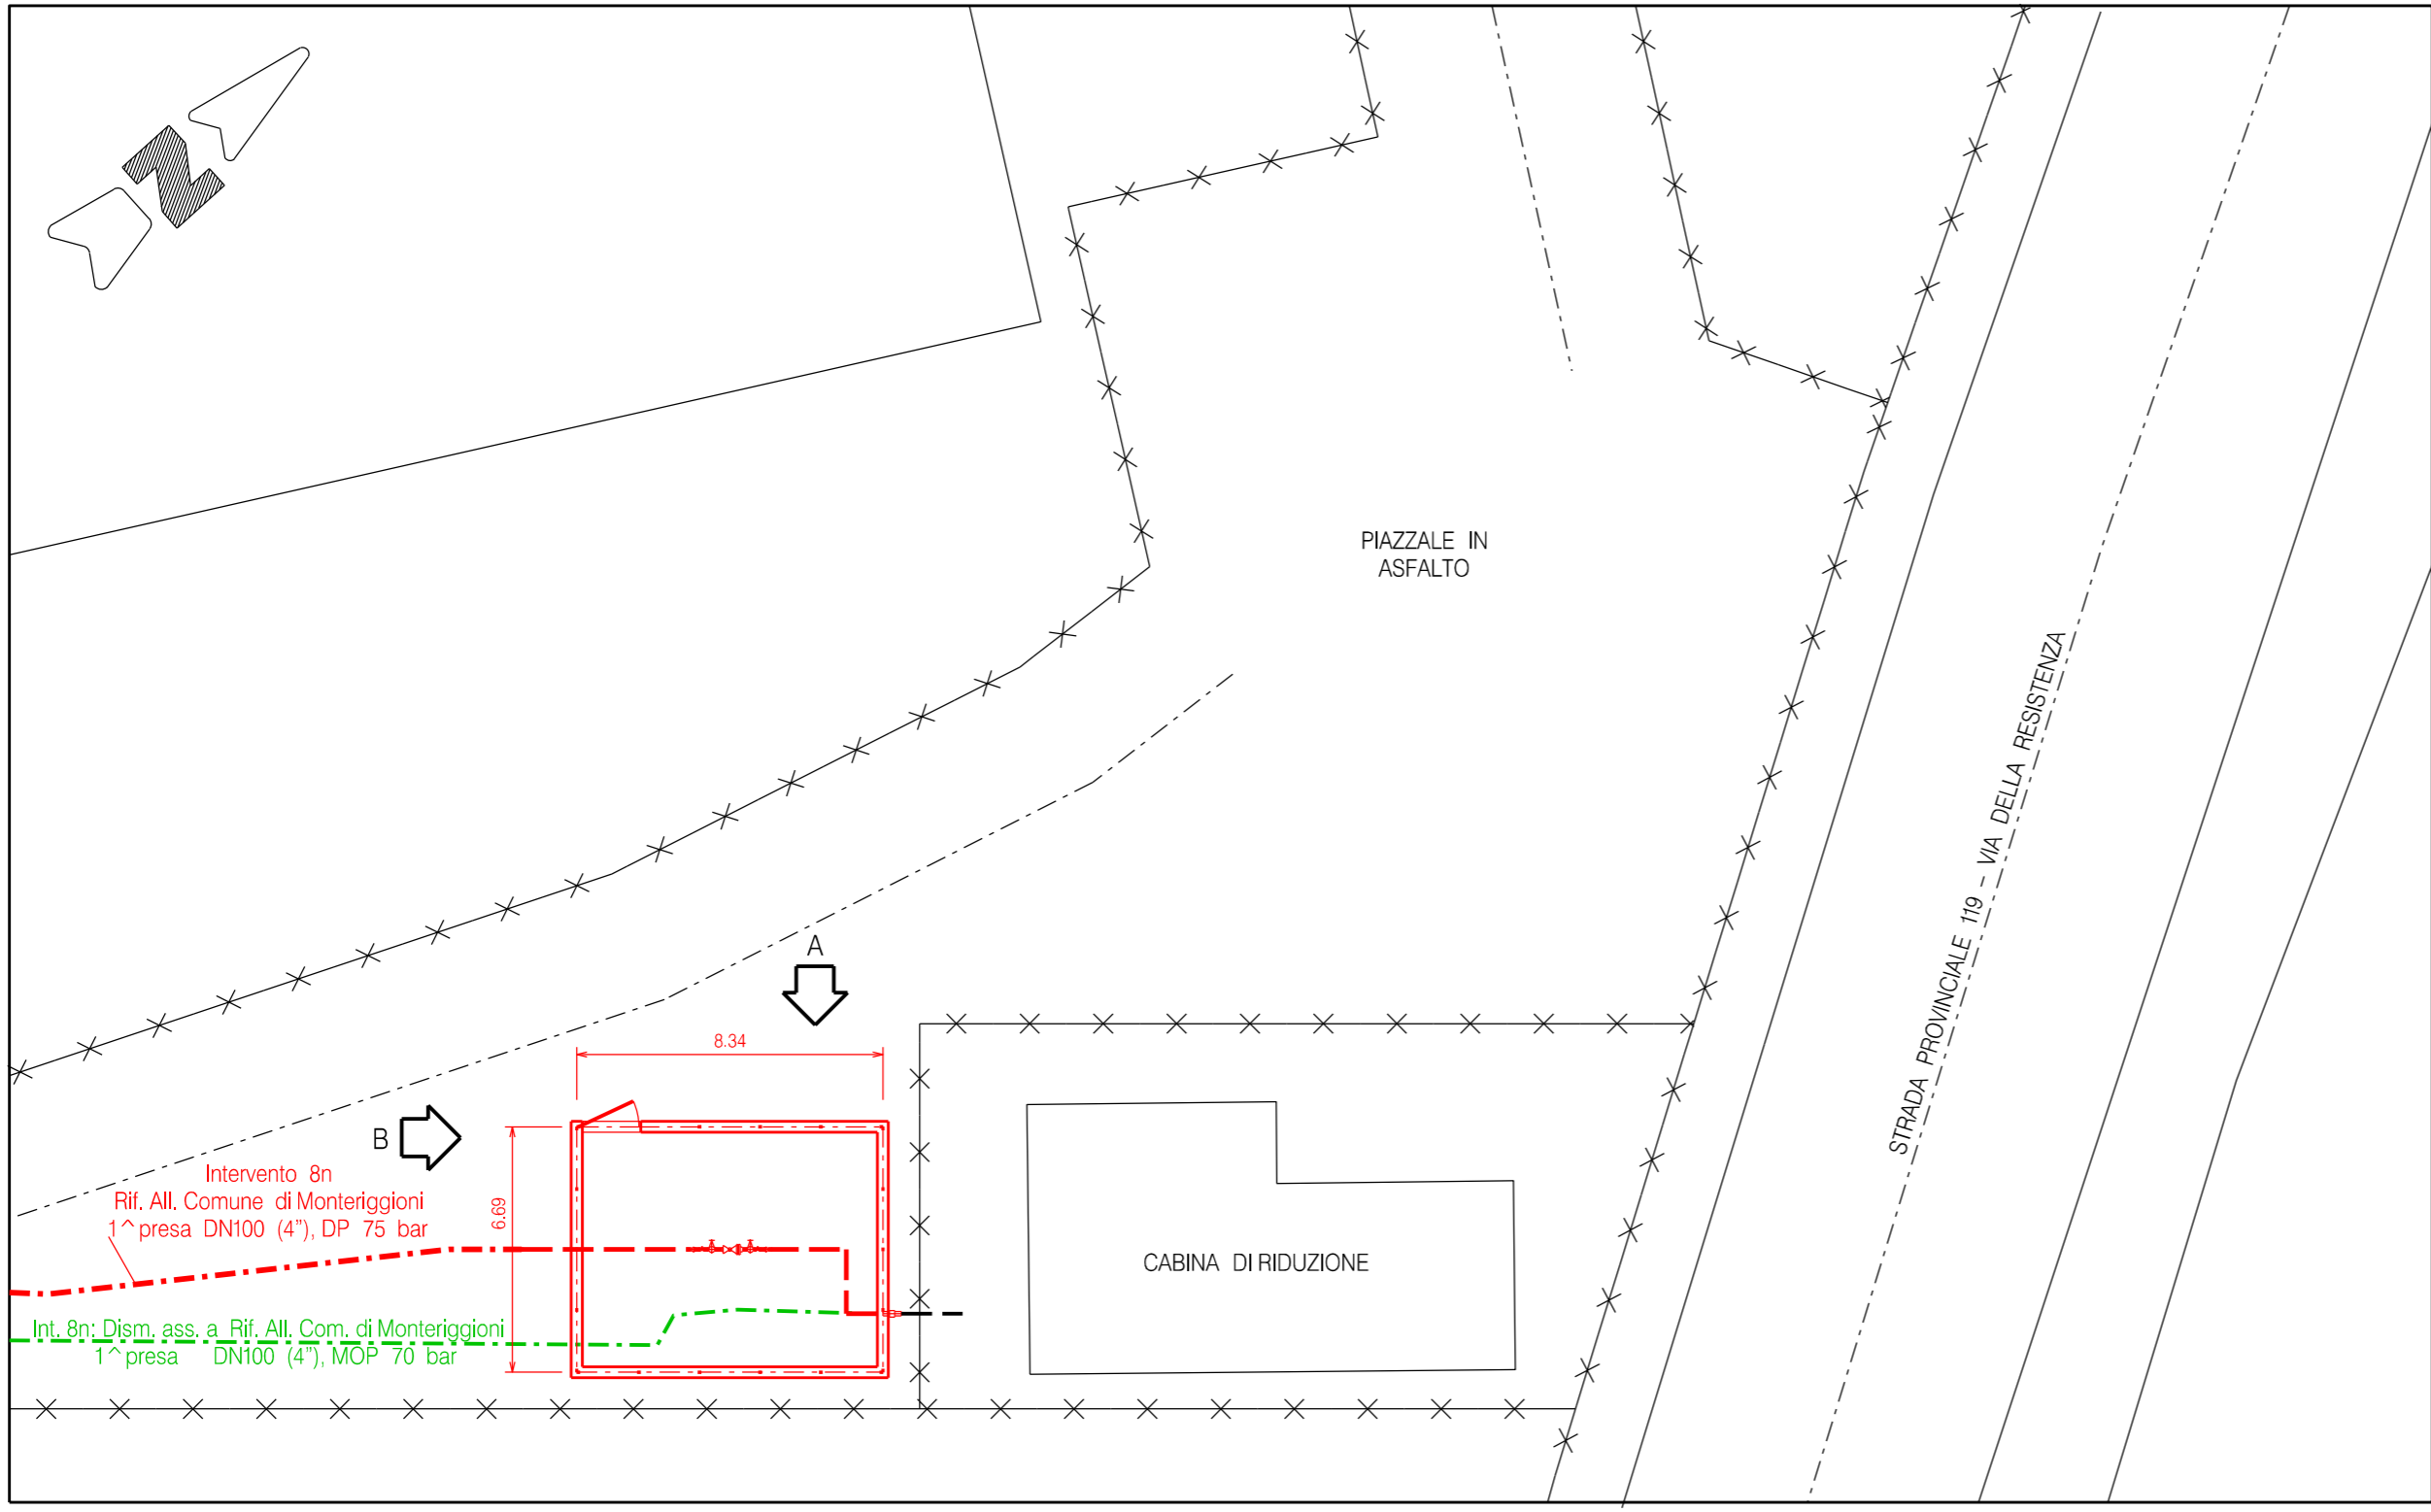 N
PIAZZALE IN
ASFALTO
STRADA PROVINCIALE 119 - VIA DELLA RESISTENZA
A
8.34
B
6.69
Intervento 8n
Rif. All. Comune di Monteriggioni
1^ presa DN100 (4"), DP 75 bar
CABINA DI RIDUZIONE
Int. 8n: Dism. ass. a Rif. All. Com. di Monteriggioni
1^ presa DN100 (4"), MOP 70 bar